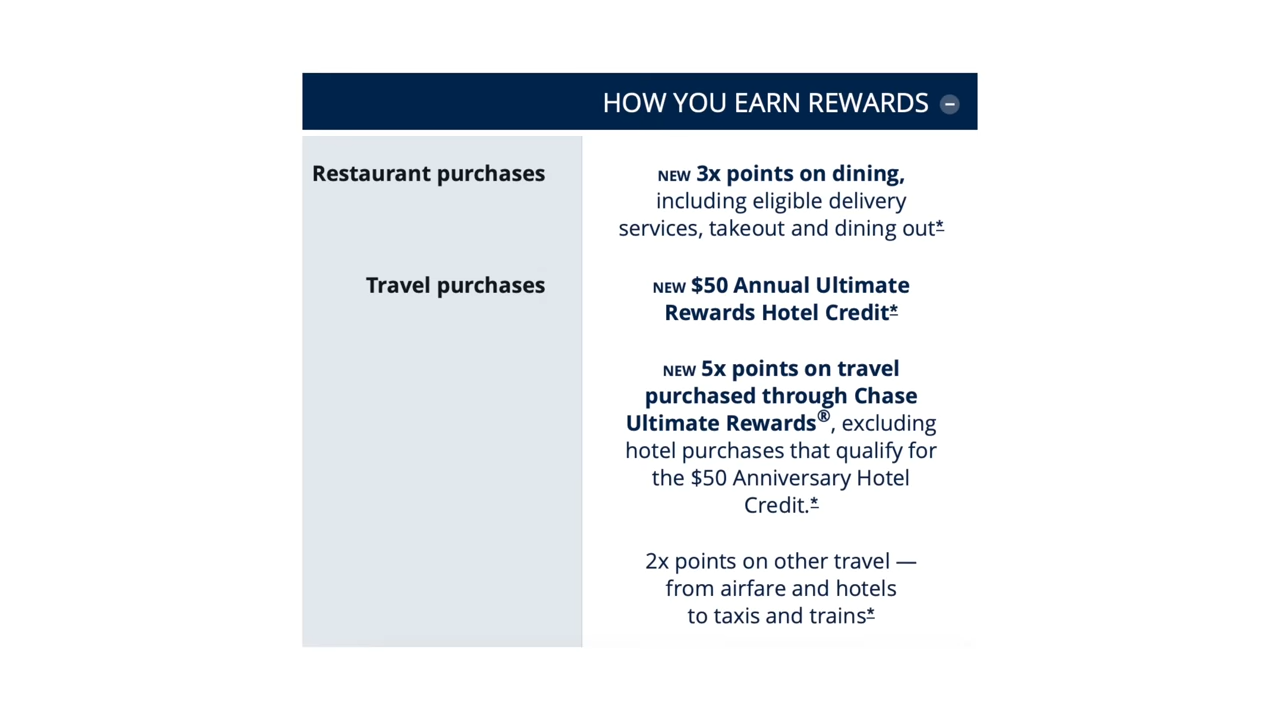 HOW YOU EARN REWARDS
Restaurant purchases
NEW 3x points on dining,
including eligible delivery
services, takeout and dining out*
Travel purchases
NEW $50 Annual Ultimate
Rewards Hotel Credit*
NEW 5x points on travel
purchased through Chase
Ultimate Rewards®, excluding
hotel purchases that qualify for
the $50 Anniversary Hotel
Credit.*
2x points on other travel —
from airfare and hotels
to taxis and trains*